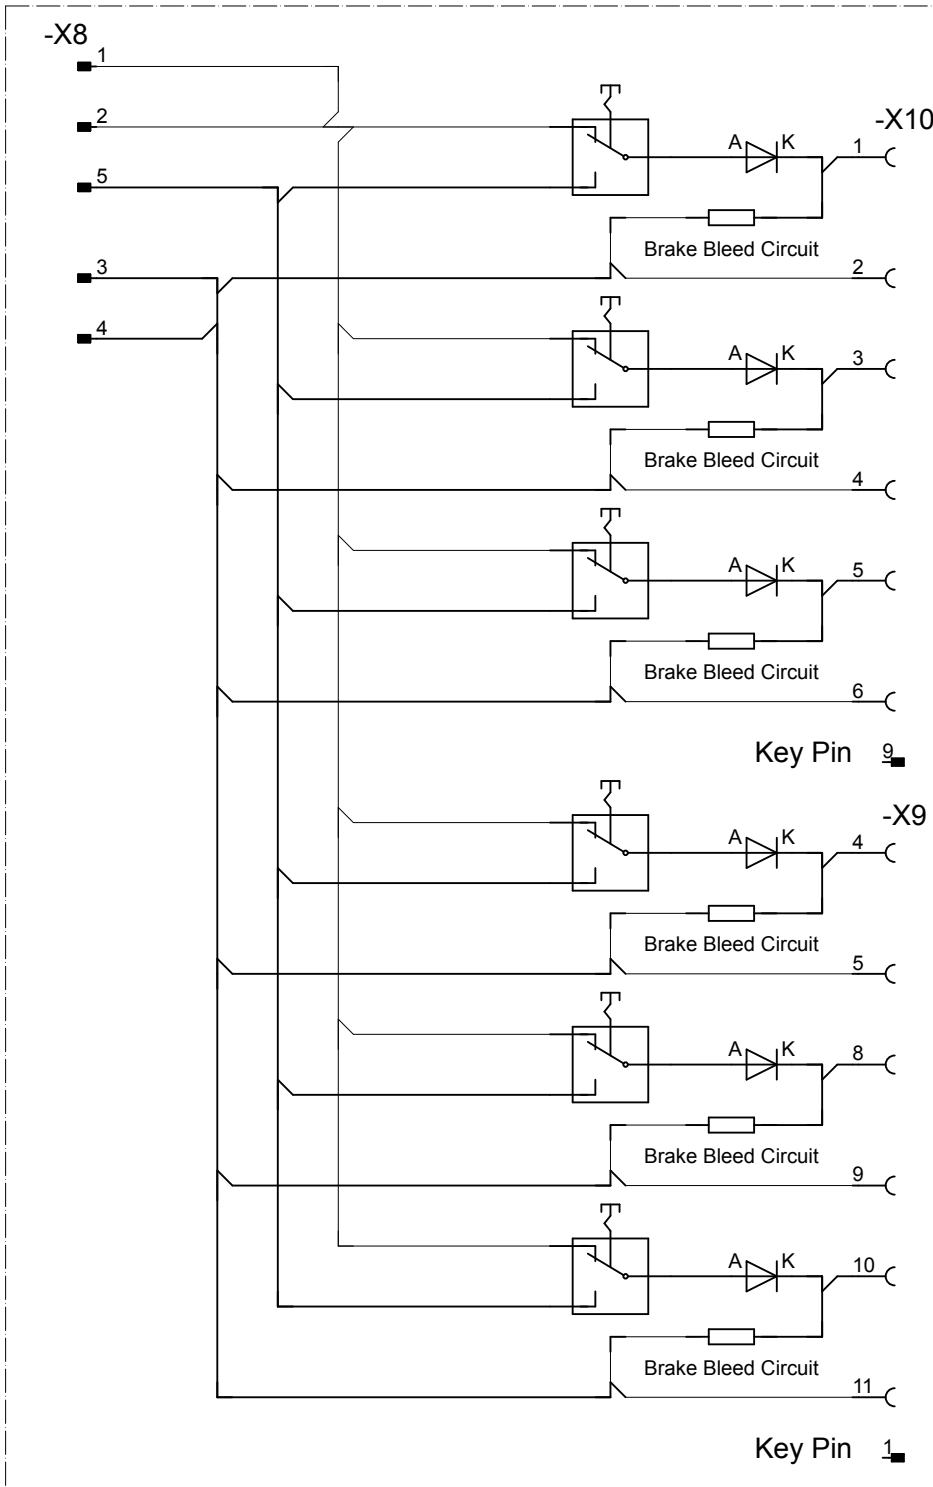 -X8
1
2
5
3
4
-X10
A K 1
Brake Bleed Circuit
2
A K 3
Brake Bleed Circuit
4
A K 5
Brake Bleed Circuit
6
Key Pin 9
-X9
A K 4
Brake Bleed Circuit
5
A K 8
Brake Bleed Circuit
9
A K 10
Brake Bleed Circuit
11
Key Pin 1